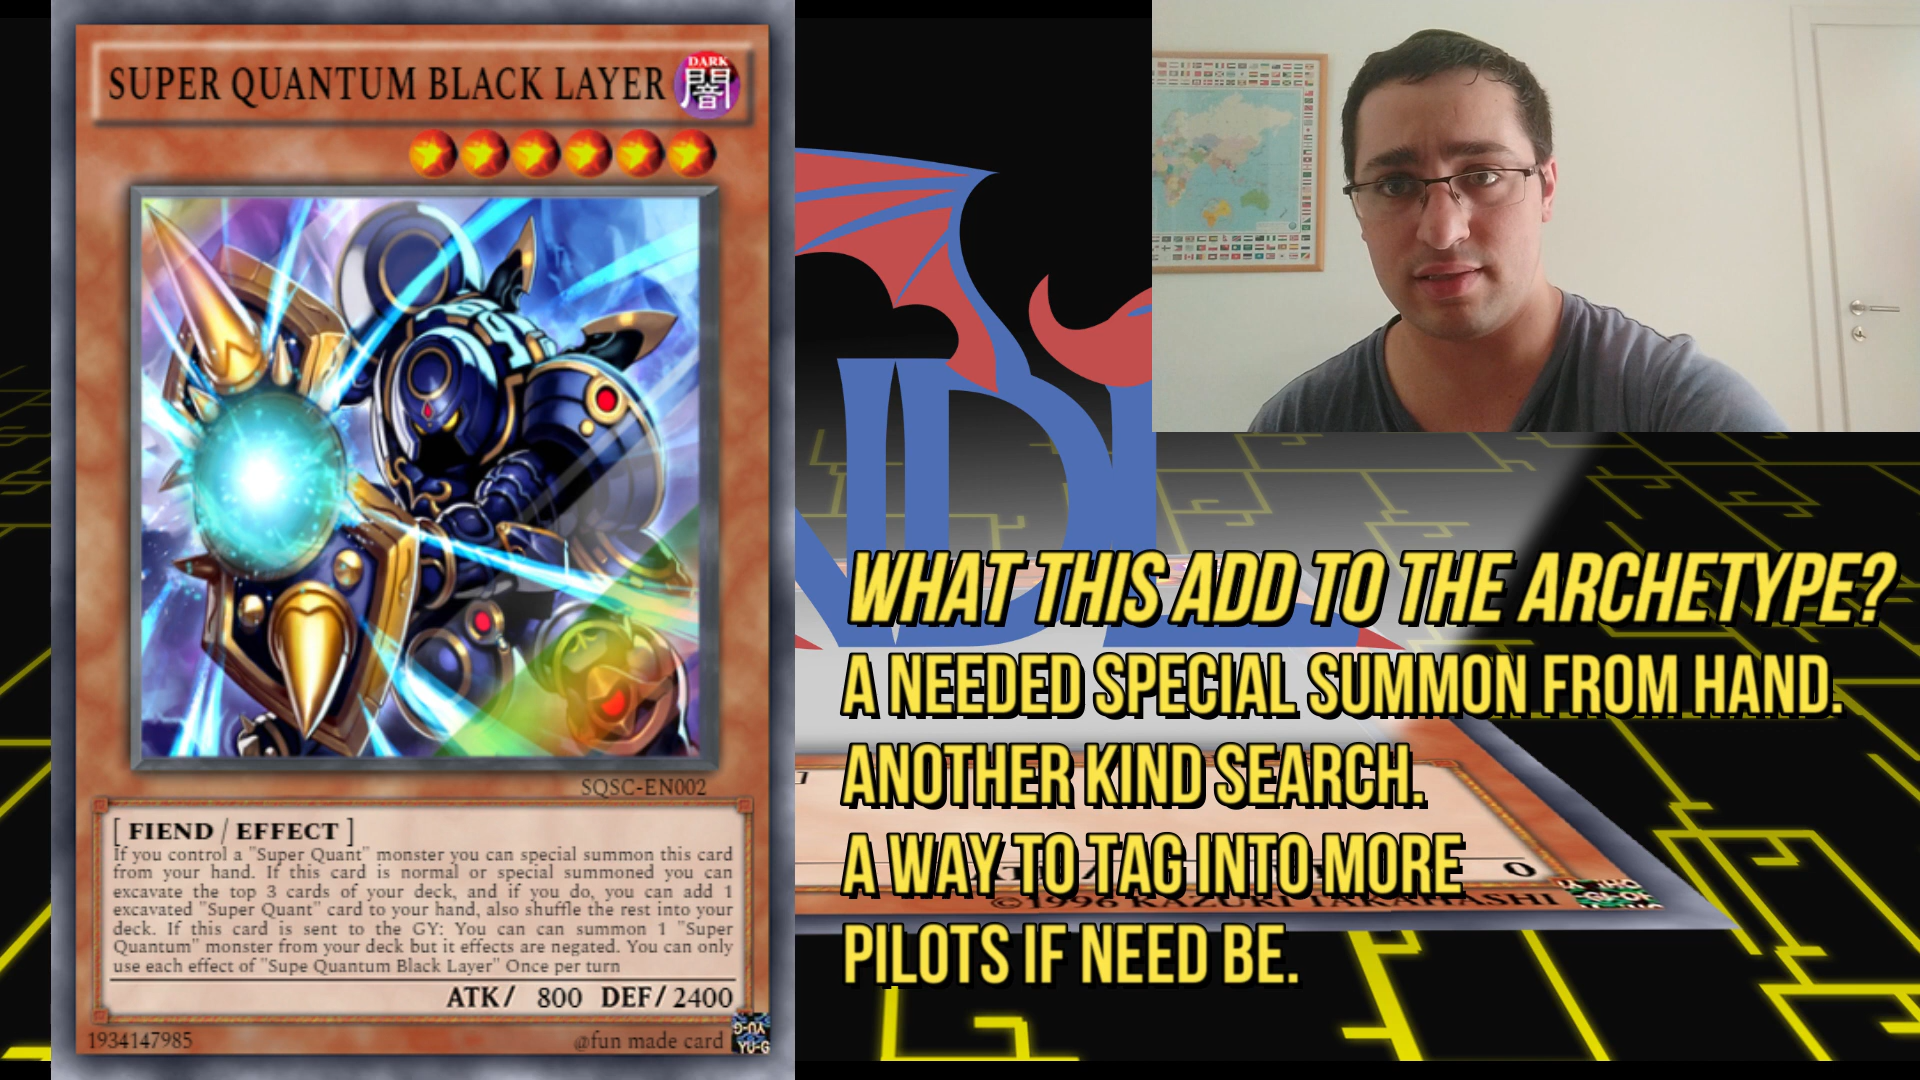 SUPER QUANTUM BLACK LAYER
DARK
闇
SQSC-EN002
[ FIEND / EFFECT ]
If you control a "Super Quant" monster you can special summon this card
from your hand. If this card is normal or special summoned you can
excavate the top 3 cards of your deck, and if you do, you can add 1
excavated "Super Quant" card to your hand, also shuffle the rest into your
deck. If this card is sent to the GY: You can can summon 1 "Super
Quantum" monster from your deck but it effects are negated. You can only
use each effect of "Supe Quantum Black Layer" Once per turn
ATK/ 800 DEF/ 2400
1934147985
@fun made card
WHAT THIS ADD TO THE ARCHETYPE?
A NEEDED SPECIAL SUMMON FROM HAND.
ANOTHER KIND SEARCH.
A WAY TO TAG INTO MORE
PILOTS IF NEED BE.
0
©1996 KAZUKI TAKAHASHI